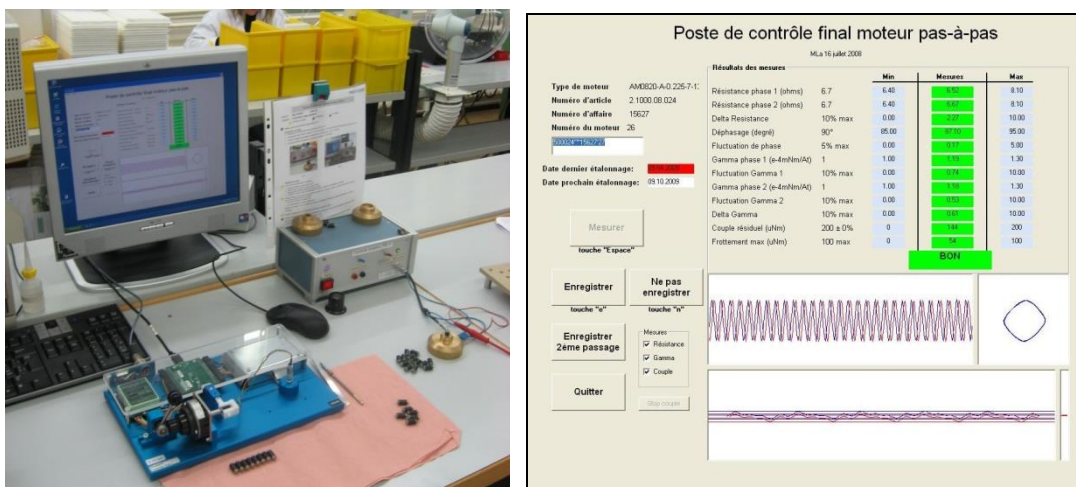 Poste de contrôle final moteur pas-à-pas
MLa 16 juillet 2008
Type de moteur AM0820-A-0.225-7-1
Numéro d'article 2.1000.08.024
Numéro d'affaire 15627
Numéro du moteur 26
Date dernier étalonnage:
Date prochain étalonnage: 09.10.2009
Mesurer
touche "Espace"
Enregistrer
touche "e"
Ne pas
enregistrer
touche "n"
Enregistrer
2ème passage
Quitter
Mesures
Résistance
Gamma
Couple
Stop couple
Résultats des mesures
Min Mesures Max
Résistance phase 1 (ohms) 6.7 6.40 6.52 8.10
Résistance phase 2 (ohms) 6.7 6.40 6.67 8.10
Delta Resistance 10% max 0.00 2.27 10.00
Déphasage (degré) 90° 85.00 95.00
Fluctuation de phase 5% max 0.00 0.17 5.00
Gamma phase 1 (e-4mNm/At) 1 1.00 1.15 1.30
Fluctuation Gamma 1 10% max 0.00 0.74 10.00
Gamma phase 2 (e-4mNm/At) 1 1.00 1.30
Fluctuation Gamma 2 10% max 0.00 0.53 10.00
Delta Gamma 10% max 0.00 0.61 10.00
Couple résiduel (uNm) 200 ± 0% 0 144 200
Frottement max (uNm) 100 max 0 54 100
BON